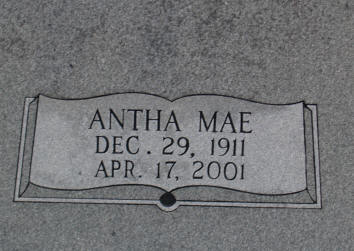 ANTHA MAE
DEC. 29, 1911
APR. 17, 2001